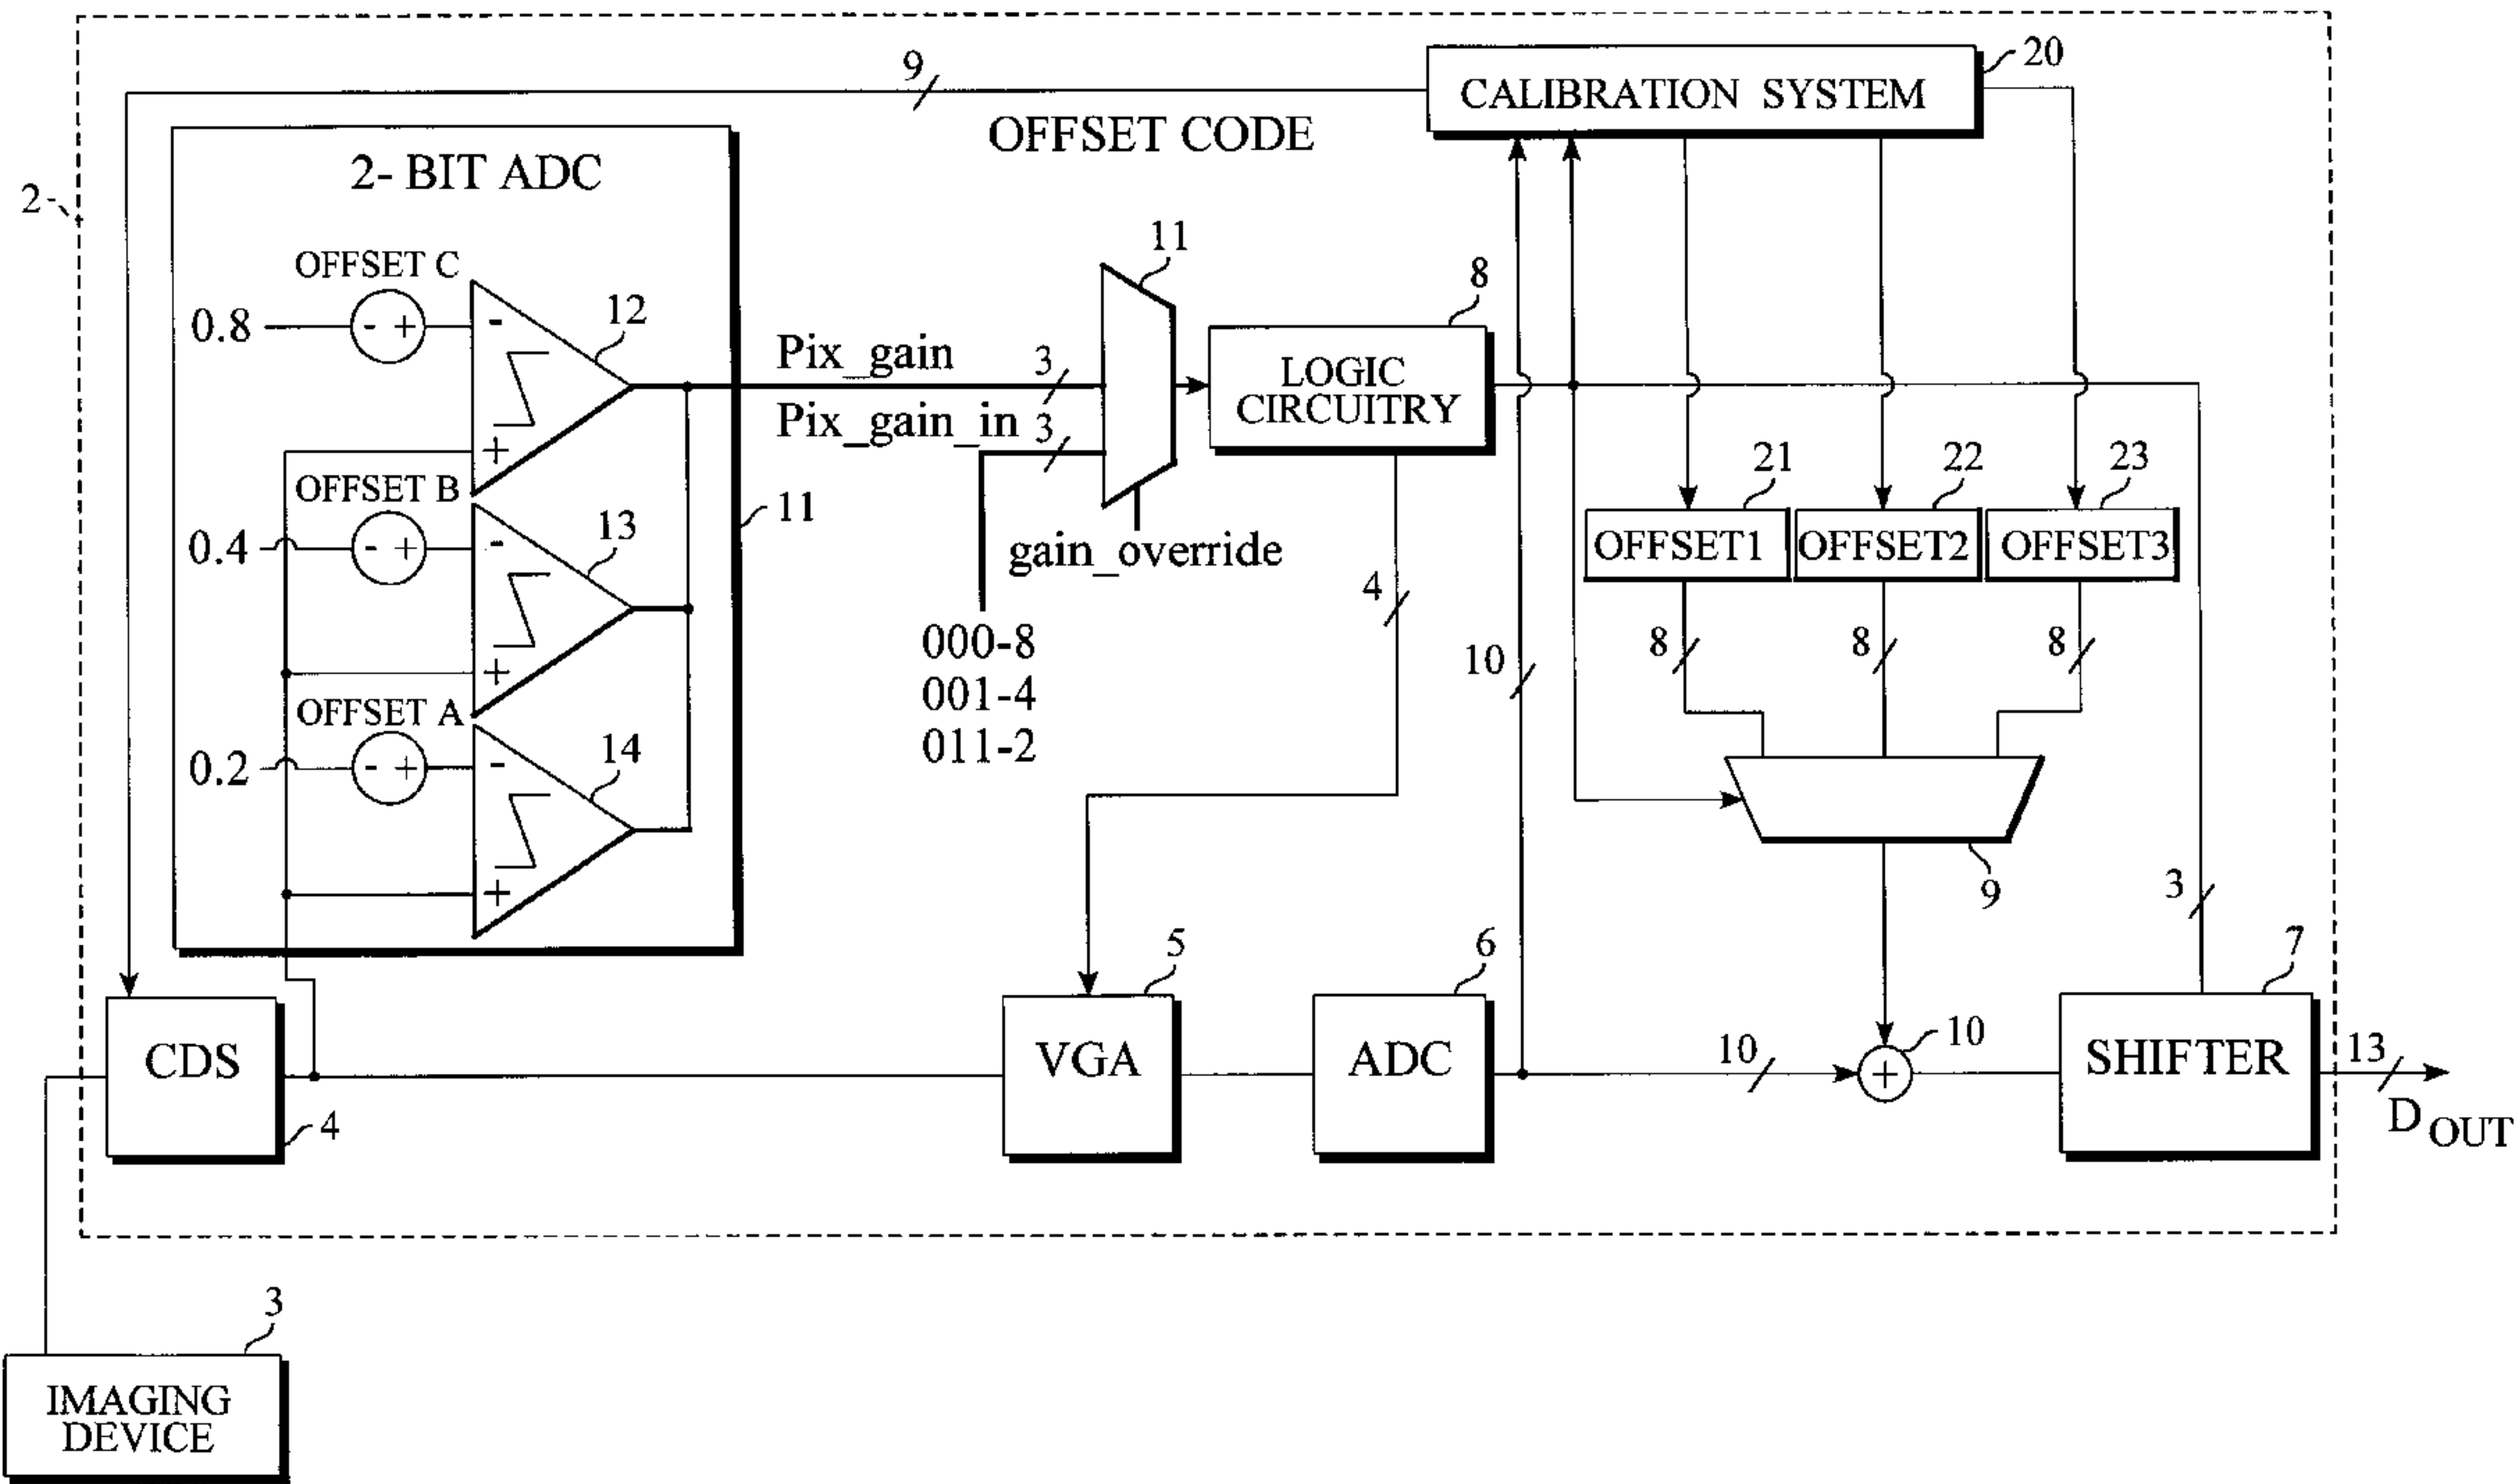 9
CALIBRATION SYSTEM
20
OFFSET CODE
2- BIT ADC
2
OFFSET C
0.8
- +
-
+
12
Pix_gain
3
Pix_gain_in
3
11
8
LOGIC
CIRCUITRY
OFFSET B
0.4
- +
-
+
13
11
gain_override
4
000-8
001-4
011-2
OFFSET A
0.2
- +
-
+
14
10
21
22
23
OFFSET1
OFFSET2
OFFSET3
8
8
8
9
3
CDS
4
5
VGA
6
ADC
10
+
10
7
SHIFTER
13
D OUT
3
IMAGING
DEVICE